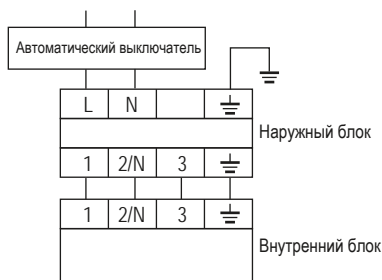 Автоматический выключатель
L N
Наружный блок
1 2/N 3
1 2/N 3
Внутренний блок